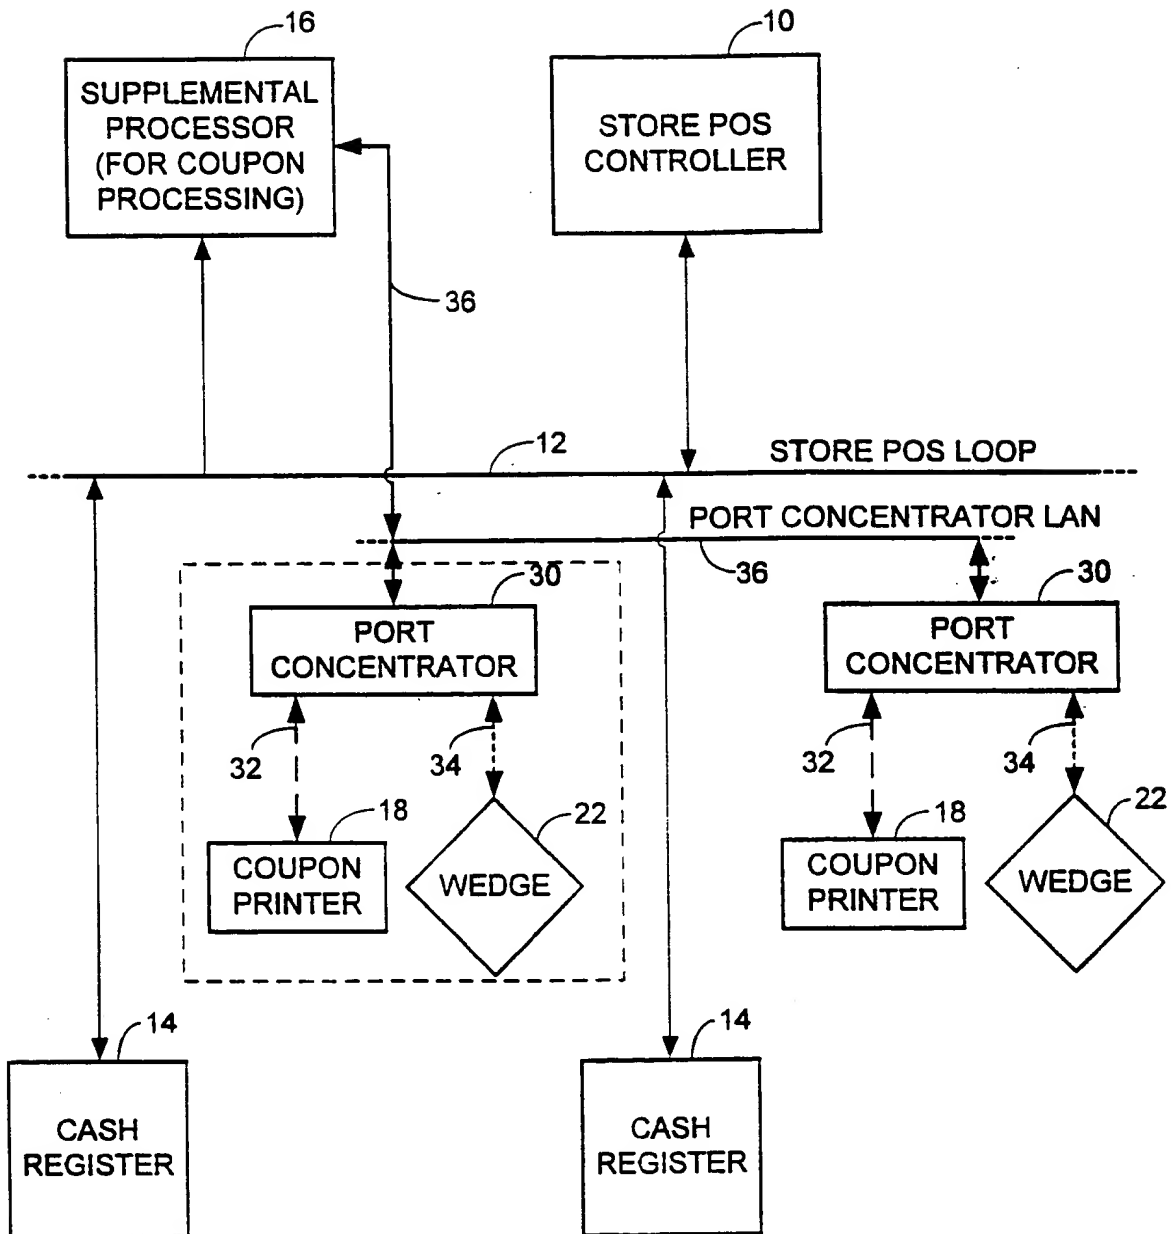 16
10
SUPPLEMENTAL
PROCESSOR
(FOR COUPON
PROCESSING)
STORE POS
CONTROLLER
36
12
STORE POS LOOP
PORT CONCENTRATOR LAN
36
30
PORT
CONCENTRATOR
30
PORT
CONCENTRATOR
32
34
32
34
18
COUPON
PRINTER
22
WEDGE
18
COUPON
PRINTER
22
WEDGE
14
CASH
REGISTER
14
CASH
REGISTER